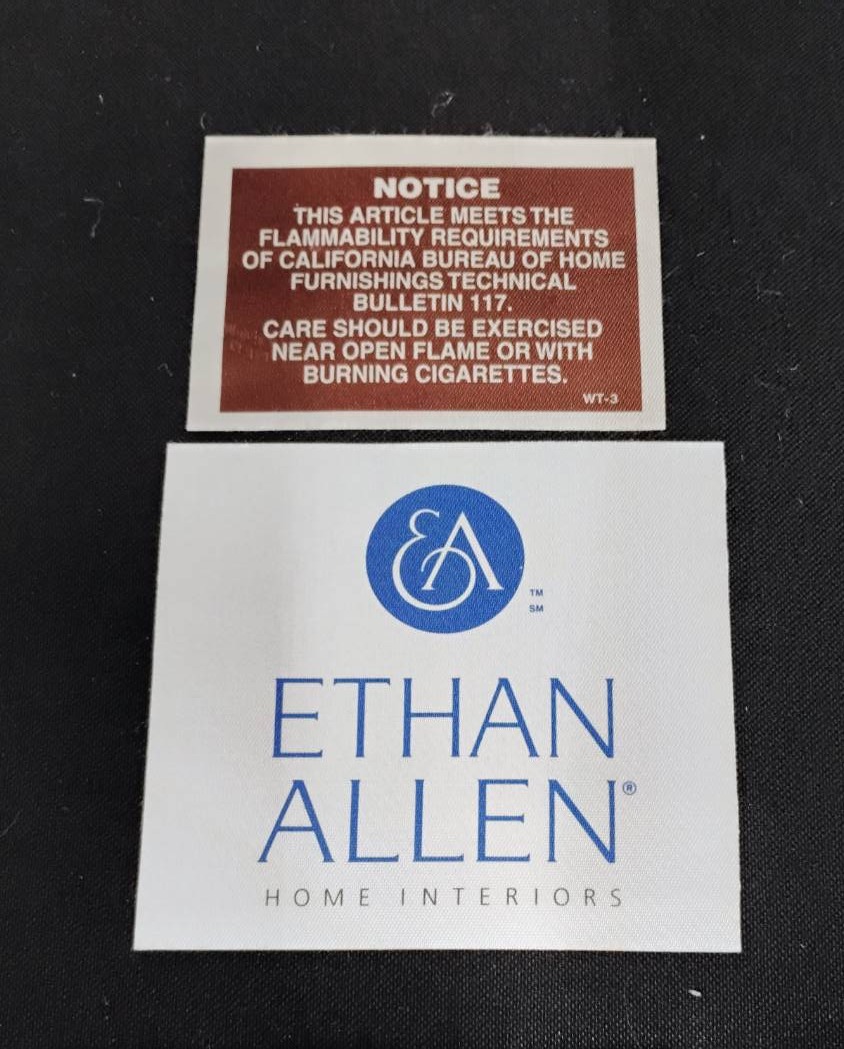 NOTICE
THIS ARTICLE MEETS THE
FLAMMABILITY REQUIREMENTS
OF CALIFORNIA BUREAU OF HOME
FURNISHINGS TECHNICAL
BULLETIN 117.
CARE SHOULD BE EXERCISED
NEAR OPEN FLAME OR WITH
BURNING CIGARETTES.
WT-3
EA
TM
SM
ETHAN
ALLEN®
HOME INTERIORS